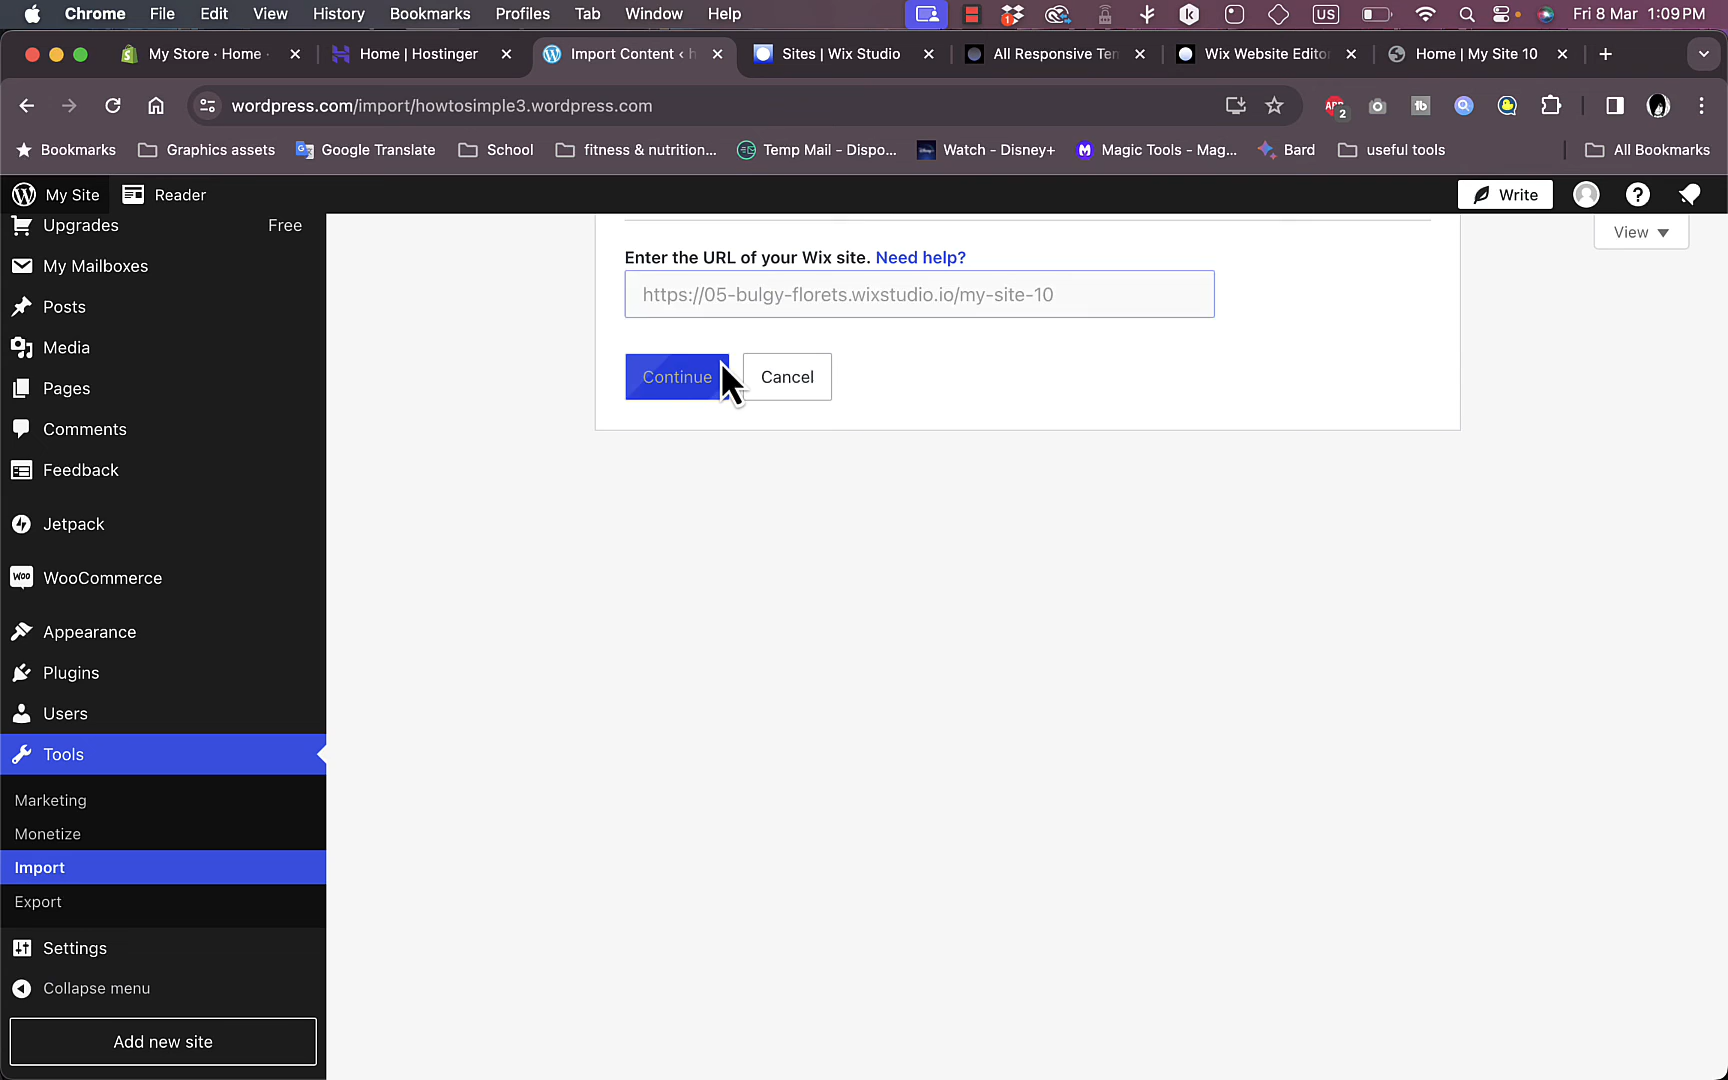 Chrome File Edit View History Bookmarks Profiles Tab Window Help US Fri 8 Mar 1:09 PM
My Store · Home · Home | Hostinger Import Content ‹ h Sites | Wix Studio All Responsive Ten Wix Website Editor Home | My Site 10
wordpress.com/import/howtosimple3.wordpress.com
Bookmarks Graphics assets Google Translate School fitness & nutrition... Temp Mail - Dispo... Watch - Disney+ Magic Tools - Mag... Bard useful tools All Bookmarks
My Site Reader Write
Upgrades Free
View
Enter the URL of your Wix site. Need help?
My Mailboxes
https://05-bulgy-florets.wixstudio.io/my-site-10
Posts
Media
Continue Cancel
Pages
Comments
Feedback
Jetpack
WooCommerce
Appearance
Plugins
Users
Tools
Marketing
Monetize
Import
Export
Settings
Collapse menu
Add new site